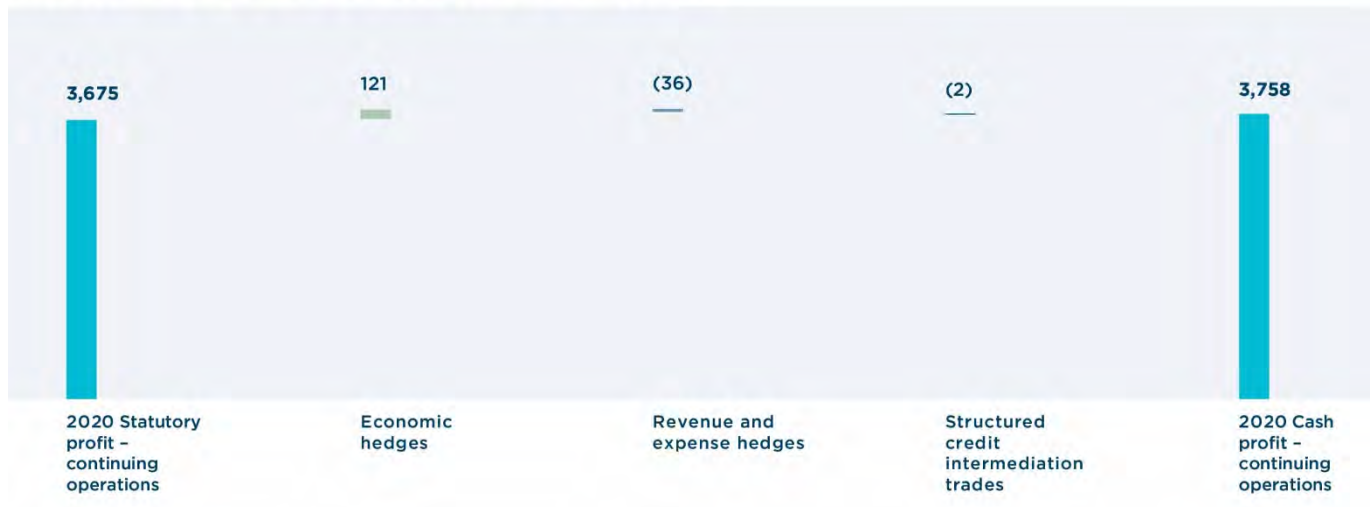 3,675
121
(36)
(2)
3,758
2020 Statutory
profit –
continuing
operations
Economic
hedges
Revenue and
expense hedges
Structured
credit
intermediation
trades
2020 Cash
profit –
continuing
operations